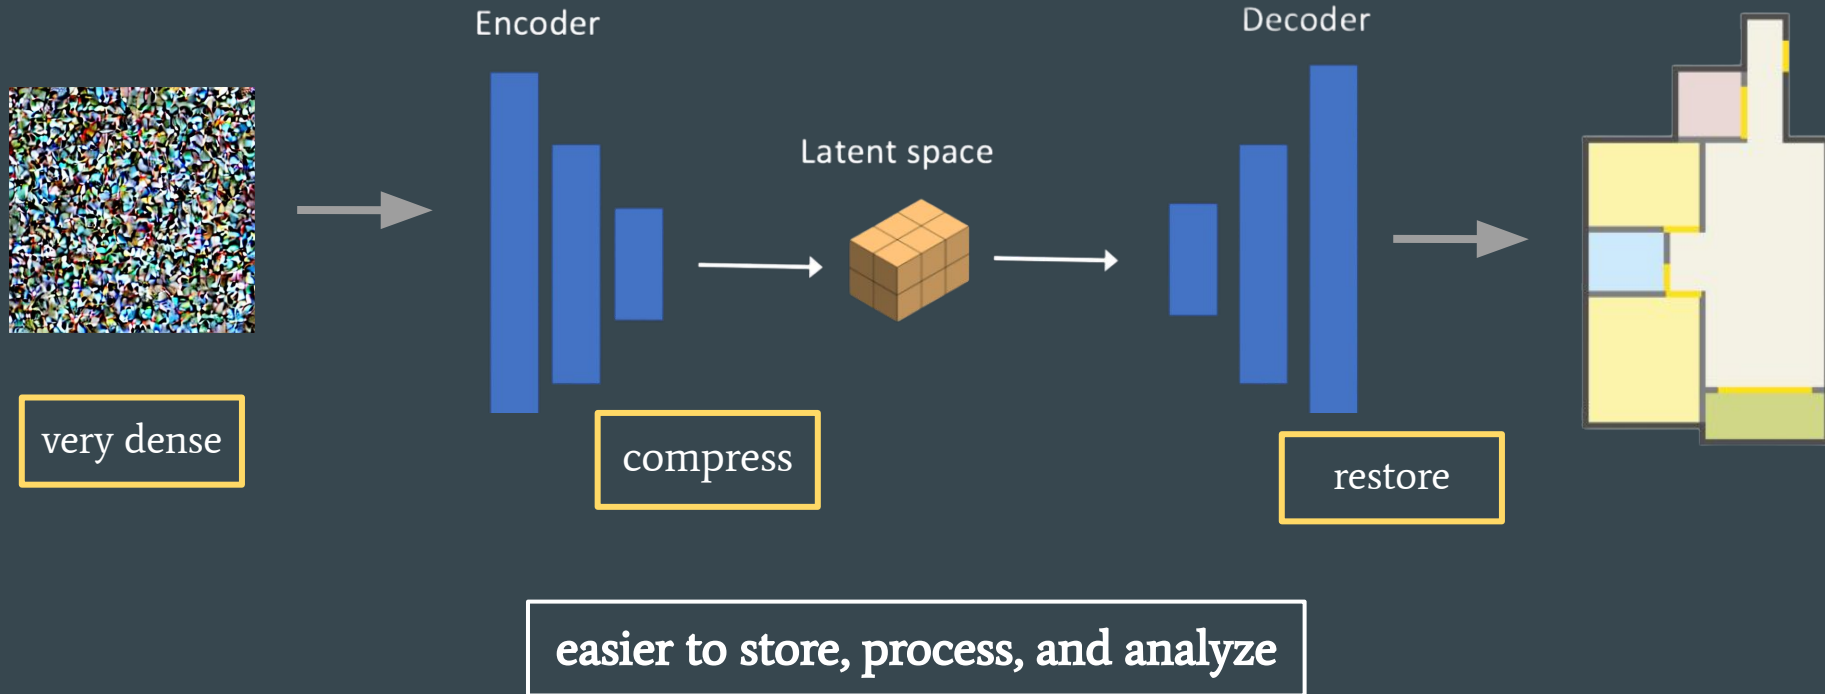 Encoder
Decoder
Latent space
very dense
compress
restore
easier to store, process, and analyze